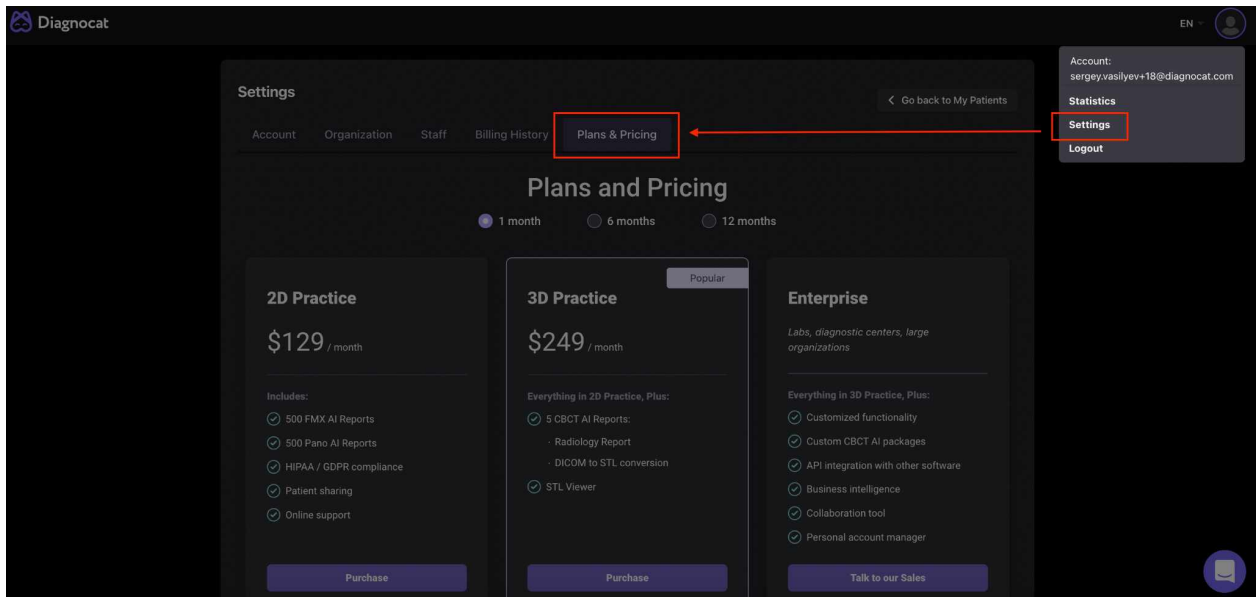 Diagnocat
EN
Account:
sergey.vasilyev+18@diagnocat.com
Statistics
Settings
Logout
Settings
Go back to My Patients
Account
Organization
Staff
Billing History
Plans & Pricing
Plans and Pricing
1 month
6 months
12 months
2D Practice
$129 / month
Includes:
500 FMX AI Reports
500 Pano AI Reports
HIPAA / GDPR compliance
Patient sharing
Online support
Purchase
Popular
3D Practice
$249 / month
Everything in 2D Practice, Plus:
5 CBCT AI Reports:
- Radiology Report
- DICOM to STL conversion
STL Viewer
Purchase
Enterprise
Labs, diagnostic centers, large
organizations
Everything in 3D Practice, Plus:
Customized functionality
Custom CBCT AI packages
API integration with other software
Business intelligence
Collaboration tool
Personal account manager
Talk to our Sales